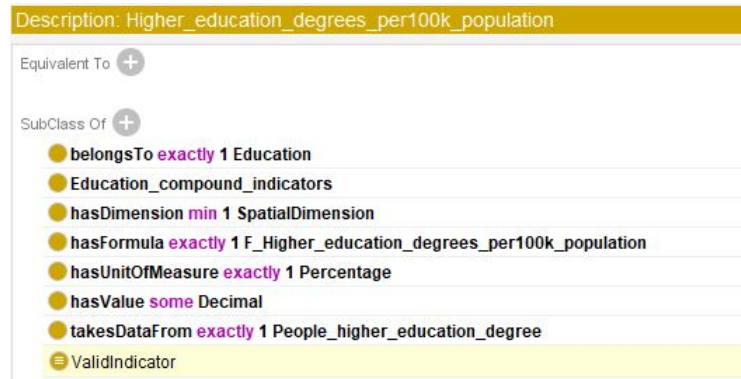 Description: Higher_education_degrees_per100k_population
Equivalent To
SubClass Of
belongsTo exactly 1 Education
Education_compound_indicators
hasDimension min 1 SpatialDimension
hasFormula exactly 1 F_Higher_education_degrees_per100k_population
hasUnitOfMeasure exactly 1 Percentage
hasValue some Decimal
takesDataFrom exactly 1 People_higher_education_degree
ValidIndicator